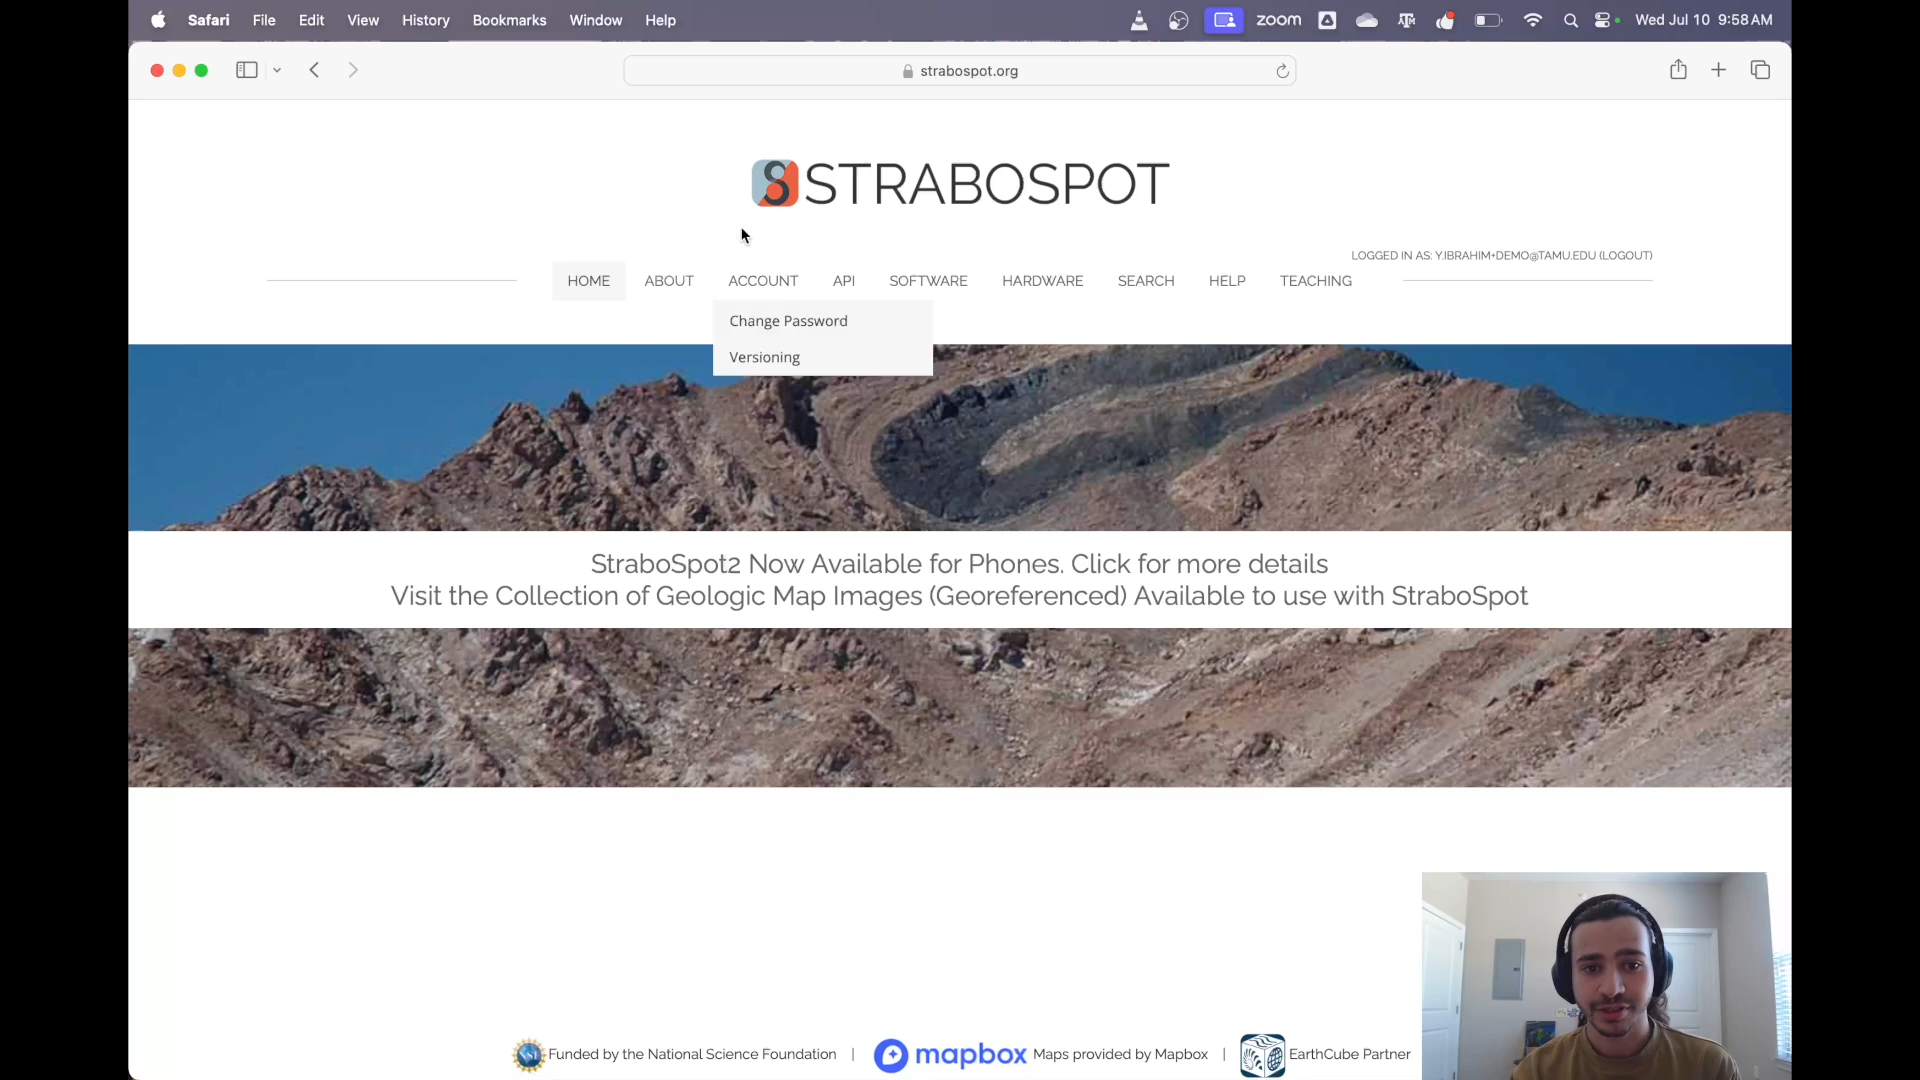 Safari File Edit View History Bookmarks Window Help zoom Wed Jul 10 9:58 AM
strabospot.org
STRABOSPOT
LOGGED IN AS: Y.IBRAHIM+DEMO@TAMU.EDU (LOGOUT)
HOME ABOUT ACCOUNT API SOFTWARE HARDWARE SEARCH HELP TEACHING
Change Password
Versioning
StraboSpot2 Now Available for Phones. Click for more details
Visit the Collection of Geologic Map Images (Georeferenced) Available to use with StraboSpot
Funded by the National Science Foundation | mapbox Maps provided by Mapbox | EarthCube Partner